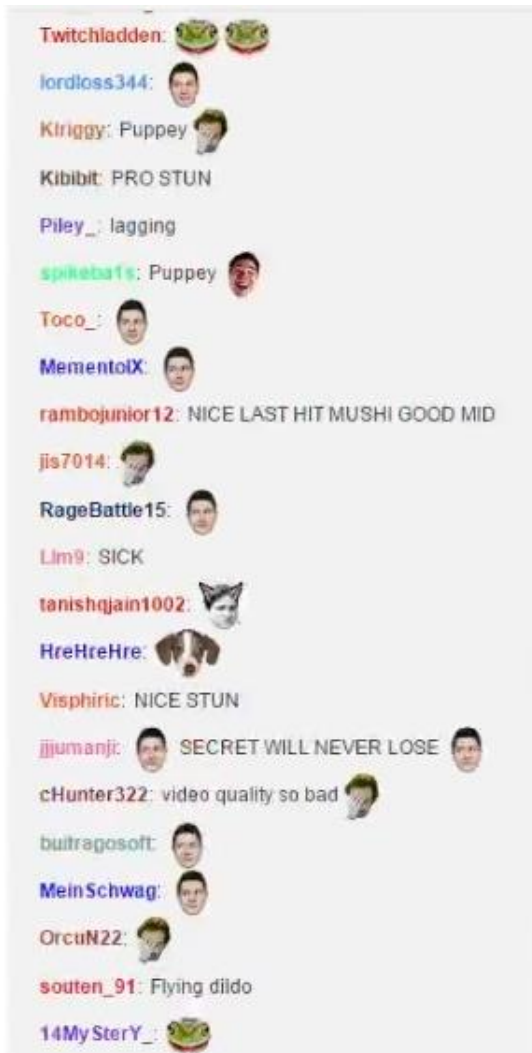 Twitchladden:
lordloss344:
Klriggy: Puppey
Kibibit: PRO STUN
Piley_: lagging
spikeba1s: Puppey
Toco_:
MementoIX:
rambojunior12: NICE LAST HIT MUSHI GOOD MID
jis7014:
RageBattle15:
Llm9: SICK
tanishqjain1002:
HreHreHre:
Visphiric: NICE STUN
jjjumanji: SECRET WILL NEVER LOSE
cHunter322: video quality so bad
buitragosoft:
MeinSchwag:
OrcuN22:
souten_91: Flying dildo
14MySterY_: